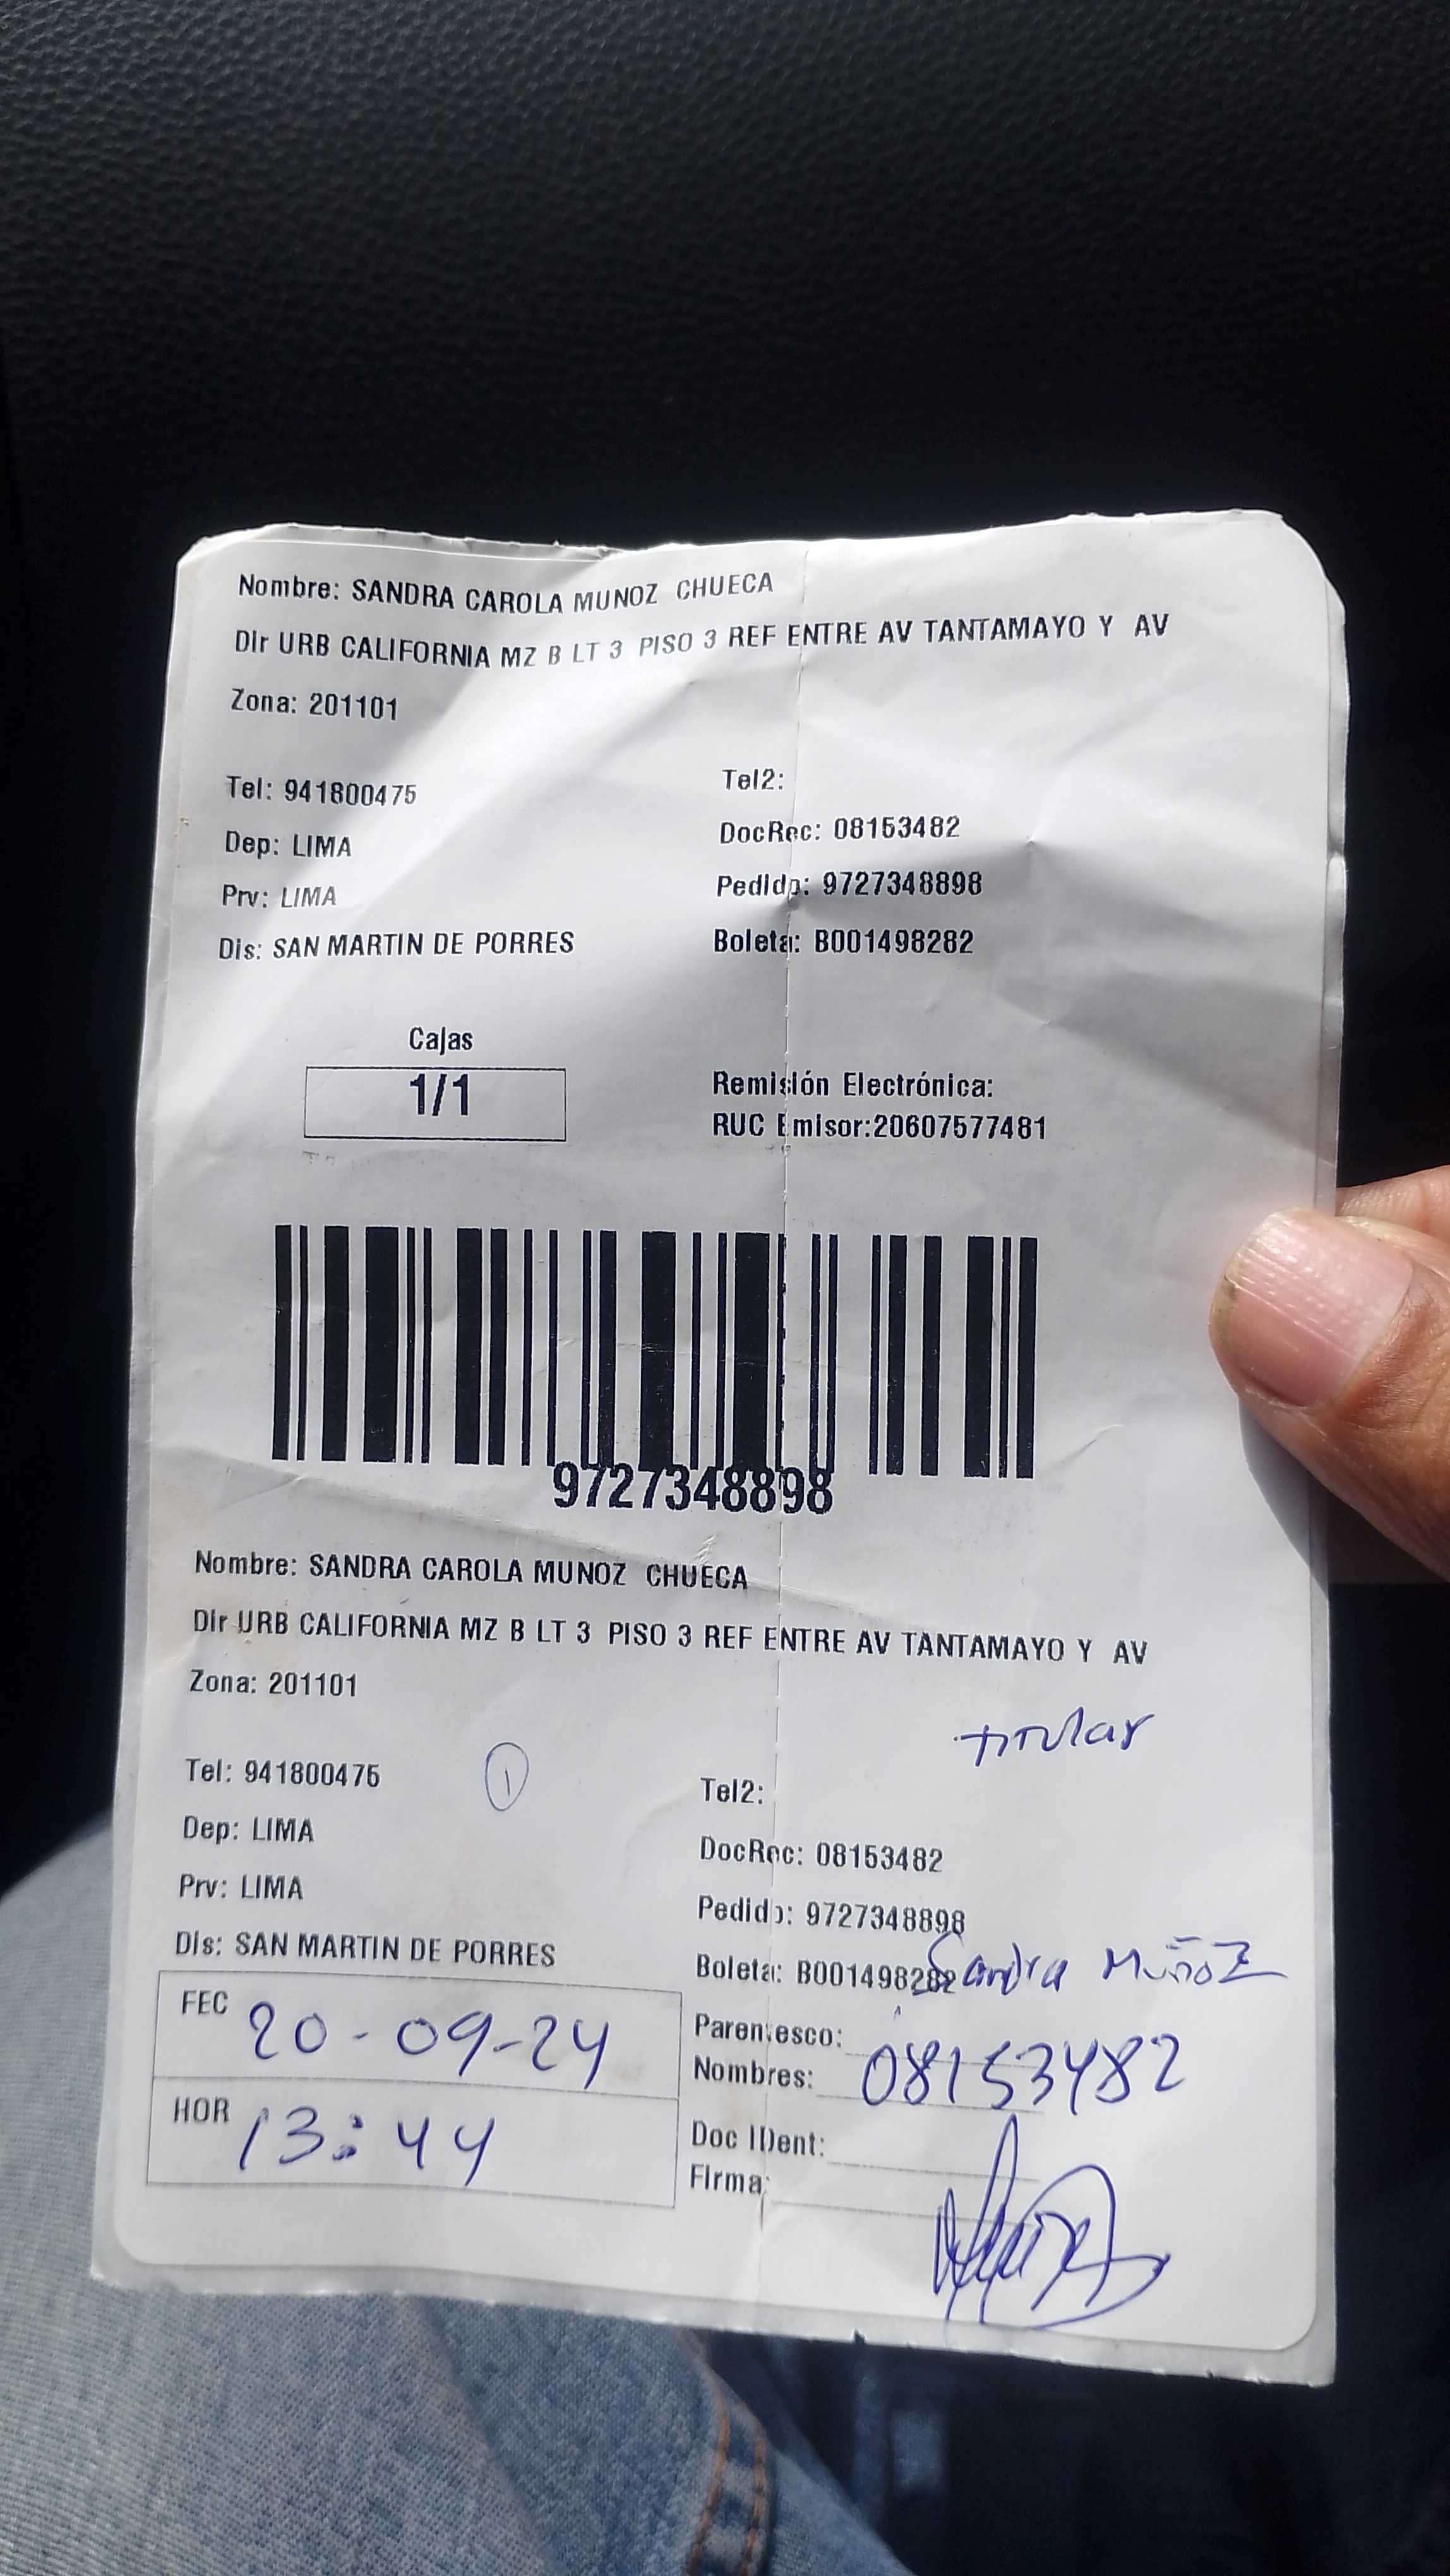 Nombre: SANDRA CAROLA MUNOZ CHUECA
Dir URB CALIFORNIA MZ B LT 3 PISO 3 REF ENTRE AV TANTAMAYO Y AV
Zona: 201101
Tel: 941800475 Tel2:
Dep: LIMA DocRec: 08153482
Prv: LIMA Pedido: 9727348898
Dis: SAN MARTIN DE PORRES Boleta: B001498282
Cajas
1/1
Remisión Electrónica:
RUC Emisor:20607577481
9727348898
Nombre: SANDRA CAROLA MUNOZ CHUECA
Dir URB CALIFORNIA MZ B LT 3 PISO 3 REF ENTRE AV TANTAMAYO Y AV
Zona: 201101
titular
Tel: 941800475 1 Tel2:
Dep: LIMA DocRec: 08153482
Prv: LIMA Pedido: 9727348898
Dis: SAN MARTIN DE PORRES Boleta: B001498282
Sandra Muñoz
FEC 20-09-24 Parentesco:
Nombres: 08153482
HOR 13:44 Doc IDent:
Firma: